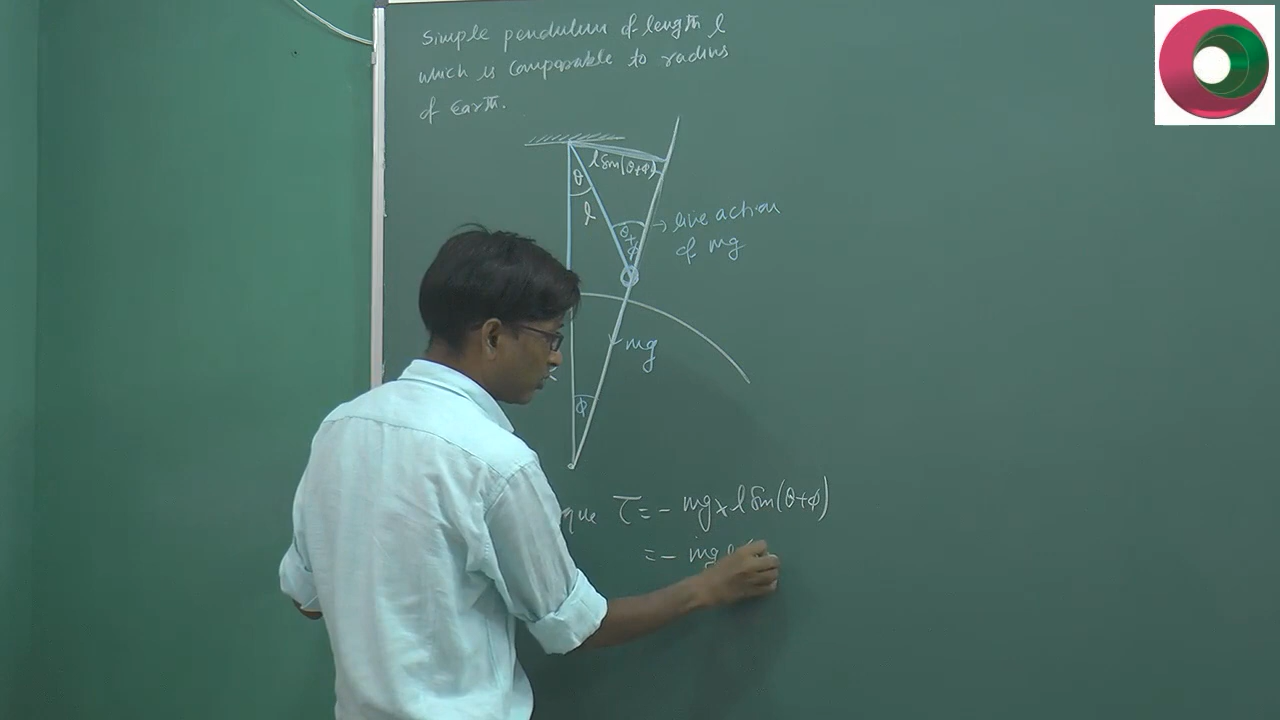 Simple pendulum of length l
which is Comparable to radius
of Earth.
l Sin(θ+φ)
θ
l
θ+φ
→ line action
of mg
mg
φ
τ = - mg × l Sin(θ+φ)
= - mg